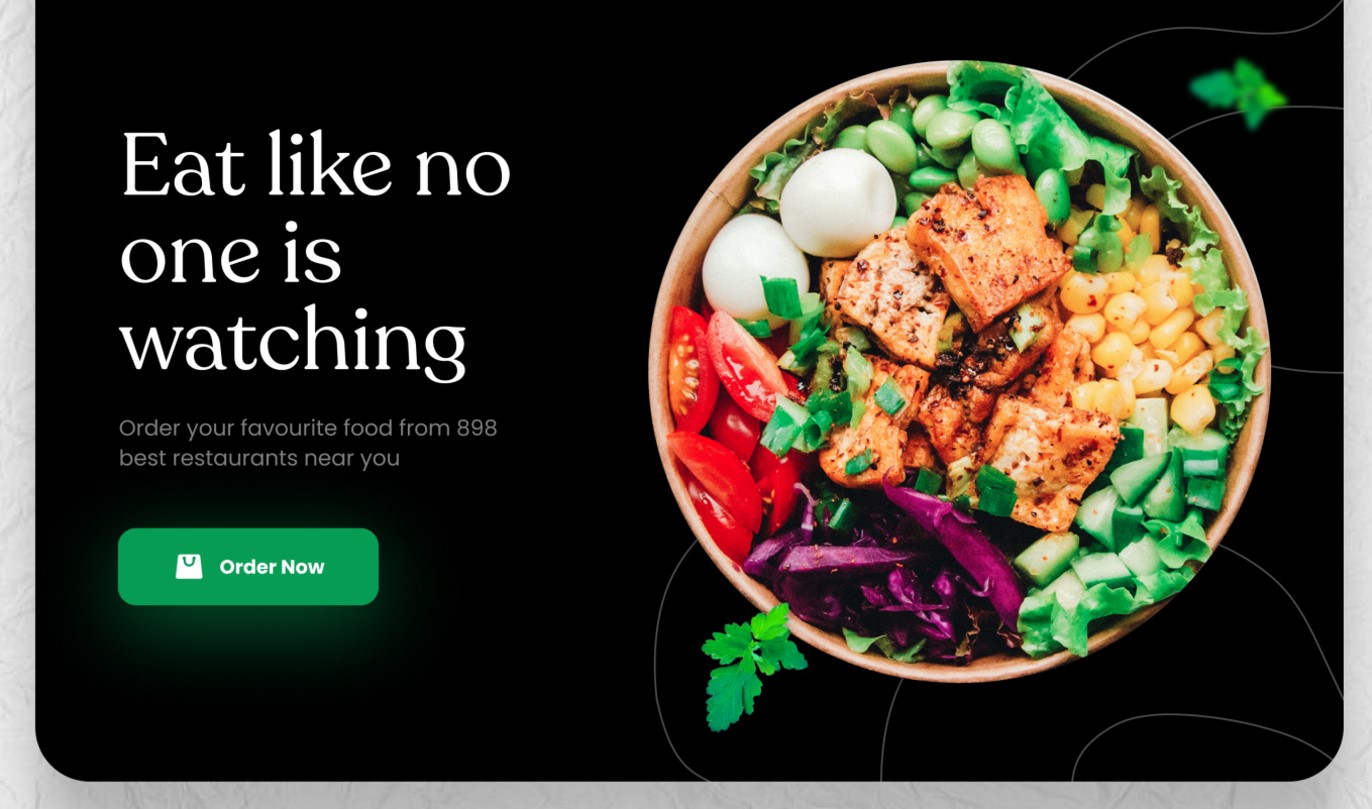 Eat like no
one is
watching
Order your favourite food from 898
best restaurants near you
Order Now